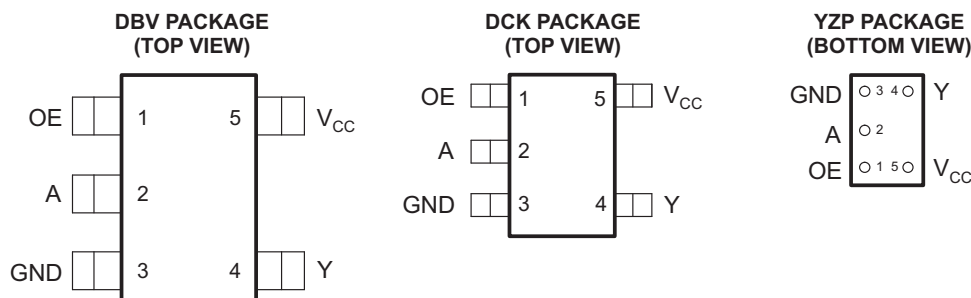 DBV PACKAGE
(TOP VIEW)
OE 1 5 VCC
A 2
GND 3 4 Y
DCK PACKAGE
(TOP VIEW)
OE 1 5 VCC
A 2
GND 3 4 Y
YZP PACKAGE
(BOTTOM VIEW)
GND 3 4 Y
A 2
OE 1 5 VCC